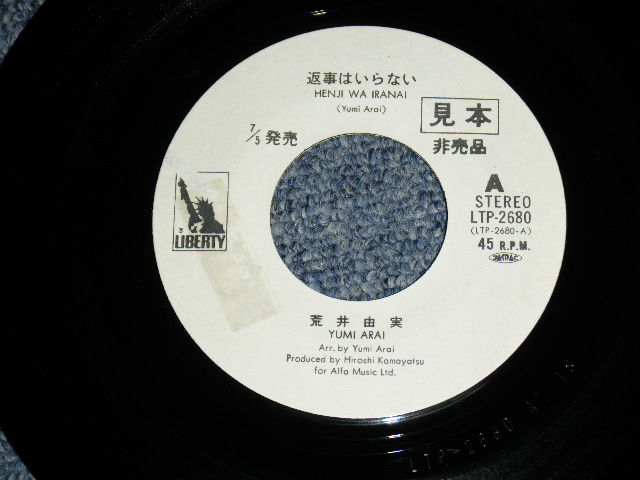 返事はいらない
HENJI WA IRANAI
(Yumi Arai)
7/5 発売
見本
非売品
A
STEREO
LTP-2680
(LTP-2680-A)
45 R.P.M.
® LIBERTY
荒井由実
YUMI ARAI
Arr. by Yumi Arai
Produced by Hiroshi Kamayatsu
for Alfa Music Ltd.